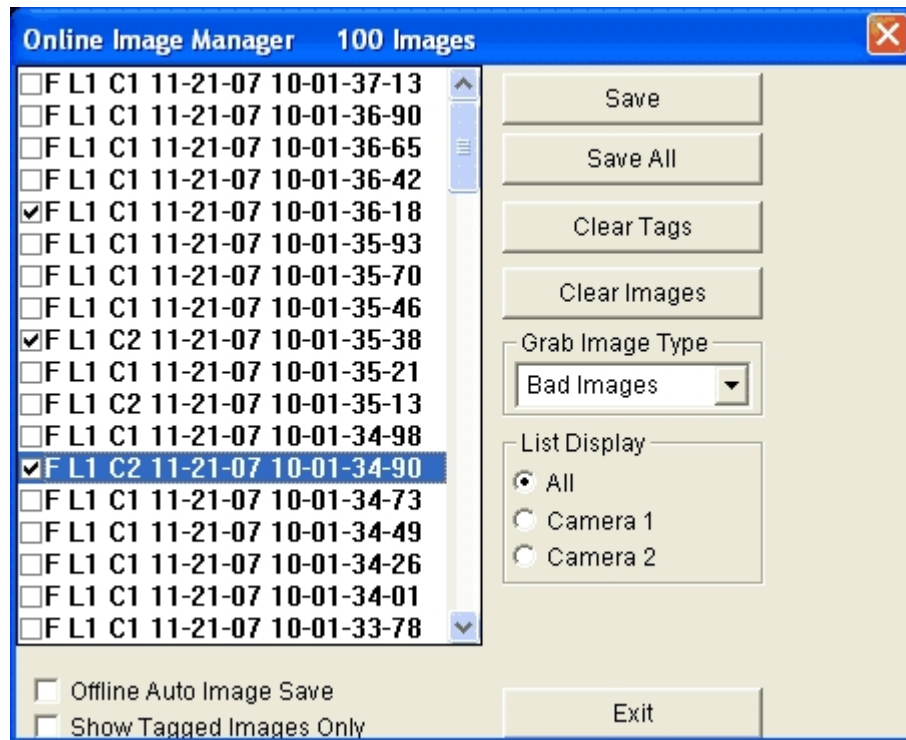 Online Image Manager 100 Images
F L1 C1 11-21-07 10-01-37-13
F L1 C1 11-21-07 10-01-36-90
F L1 C1 11-21-07 10-01-36-65
F L1 C1 11-21-07 10-01-36-42
F L1 C1 11-21-07 10-01-36-18
F L1 C1 11-21-07 10-01-35-93
F L1 C1 11-21-07 10-01-35-70
F L1 C1 11-21-07 10-01-35-46
F L1 C2 11-21-07 10-01-35-38
F L1 C1 11-21-07 10-01-35-21
F L1 C2 11-21-07 10-01-35-13
F L1 C1 11-21-07 10-01-34-98
F L1 C2 11-21-07 10-01-34-90
F L1 C1 11-21-07 10-01-34-73
F L1 C1 11-21-07 10-01-34-49
F L1 C1 11-21-07 10-01-34-26
F L1 C1 11-21-07 10-01-34-01
F L1 C1 11-21-07 10-01-33-78
Save
Save All
Clear Tags
Clear Images
Grab Image Type
Bad Images
List Display
All
Camera 1
Camera 2
Offline Auto Image Save
Show Tagged Images Only
Exit